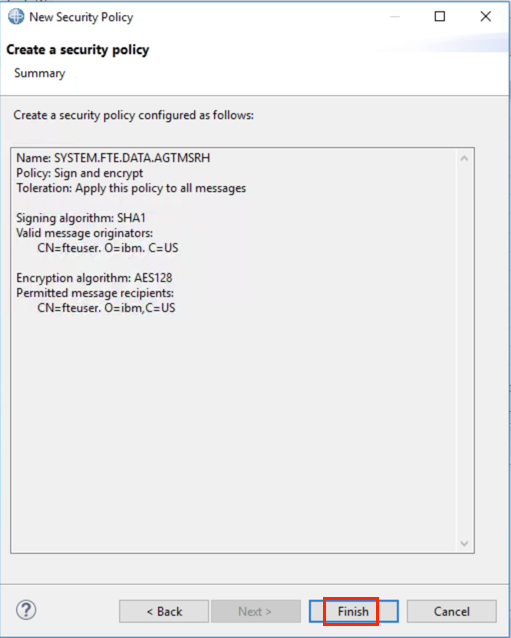 New Security Policy
Create a security policy
Summary
Create a security policy configured as follows:
Name: SYSTEM.FTE.DATA.AGTMSRH
Policy: Sign and encrypt
Toleration: Apply this policy to all messages
Signing algorithm: SHA1
Valid message originators:
CN=fteuser. O=ibm. C=US
Encryption algorithm: AES128
Permitted message recipients:
CN=fteuser. O=ibm,C=US
? < Back Next > Finish Cancel